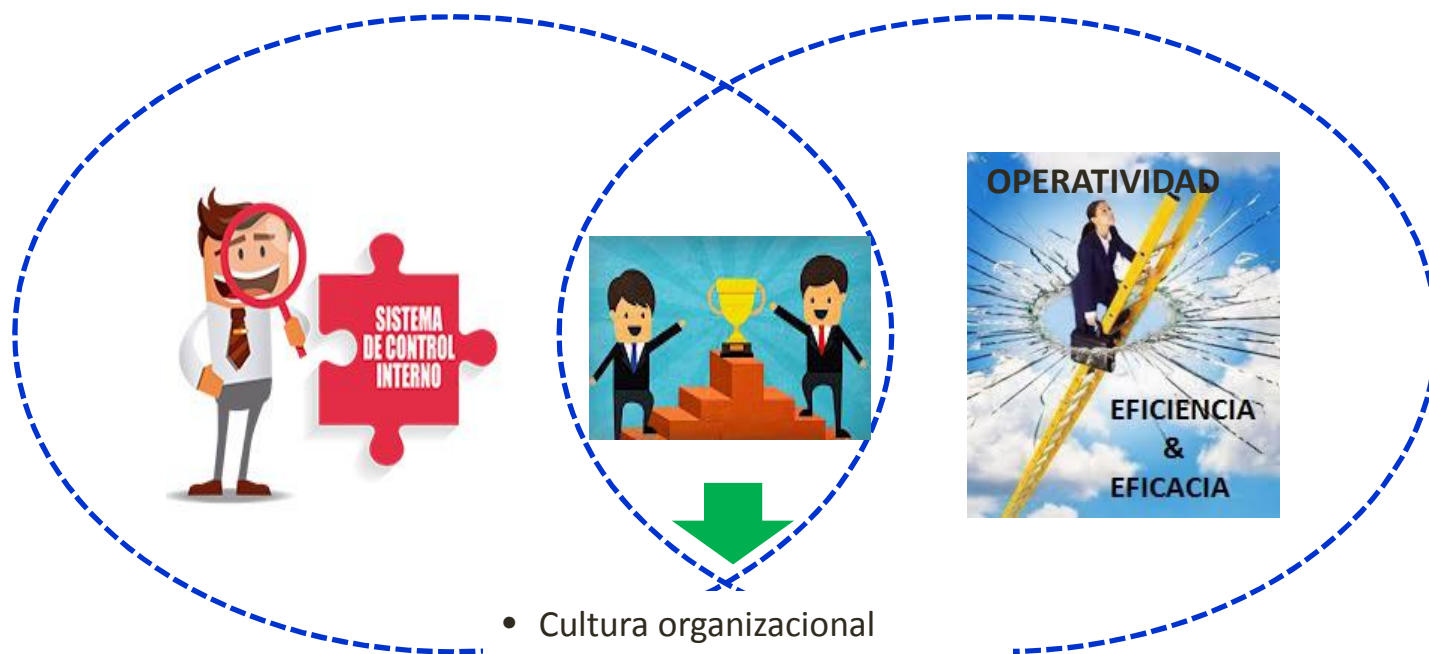 SISTEMA
DE CONTROL
INTERNO
OPERATIVIDAD
EFICIENCIA
&
EFICACIA
• Cultura organizacional